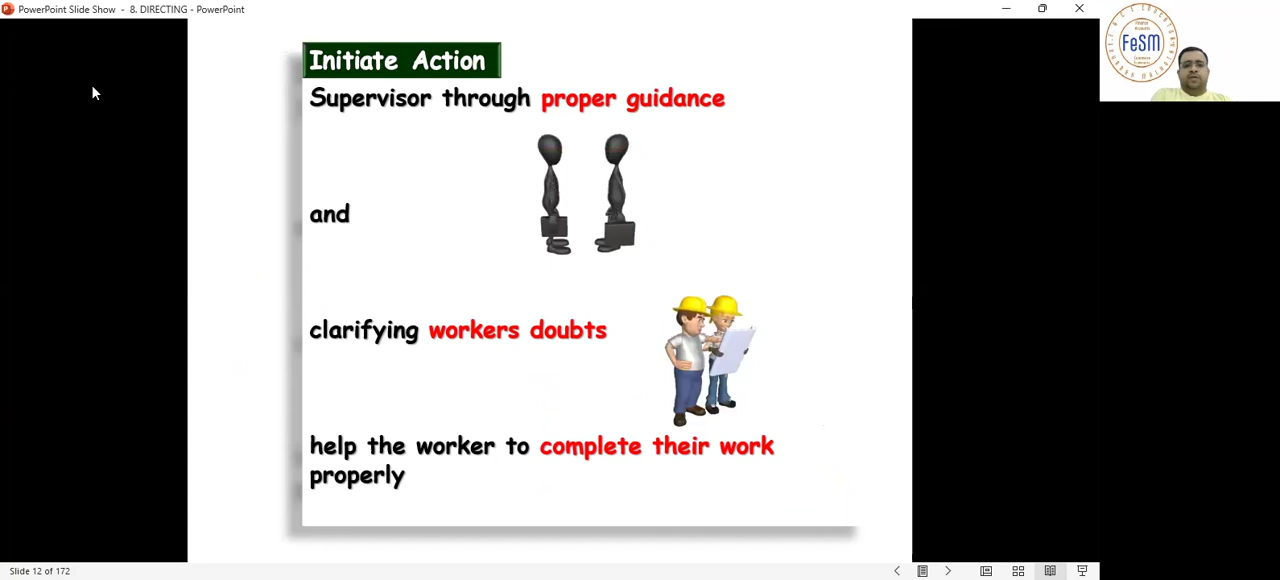 PowerPoint Slide Show - 8. DIRECTING - PowerPoint
FeSM
Initiate Action
Supervisor through proper guidance
and
clarifying workers doubts
help the worker to complete their work
properly
Slide 12 of 172